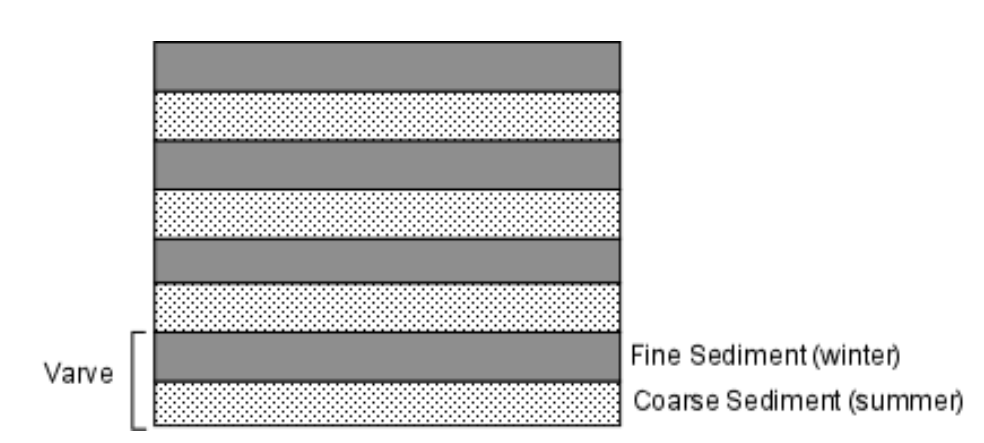 Varve
Fine Sediment (winter)
Coarse Sediment (summer)